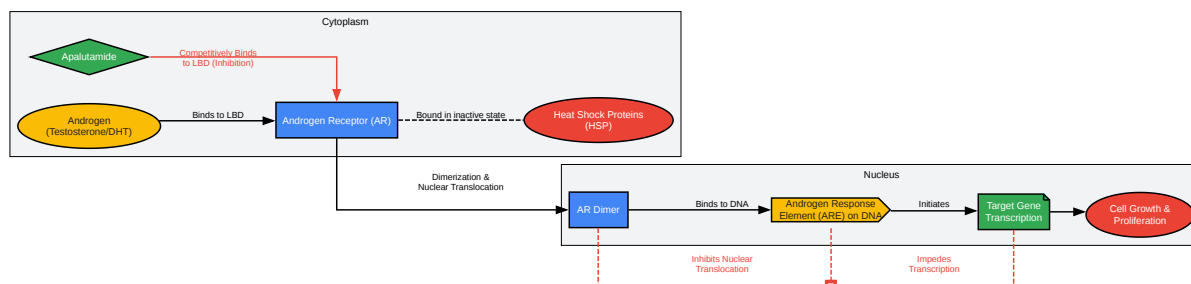 Cytoplasm
Apalutamide
Competitively Binds
to LBD (Inhibition)
Androgen
(Testosterone/DHT)
Binds to LBD
Androgen Receptor (AR)
Bound in inactive state
Heat Shock Proteins
(HSP)
Dimerization &
Nuclear Translocation
Nucleus
AR Dimer
Binds to DNA
Androgen Response
Element (ARE) on DNA
Initiates
Target Gene
Transcription
Cell Growth &
Proliferation
Inhibits Nuclear
Translocation
Impedes
Transcription